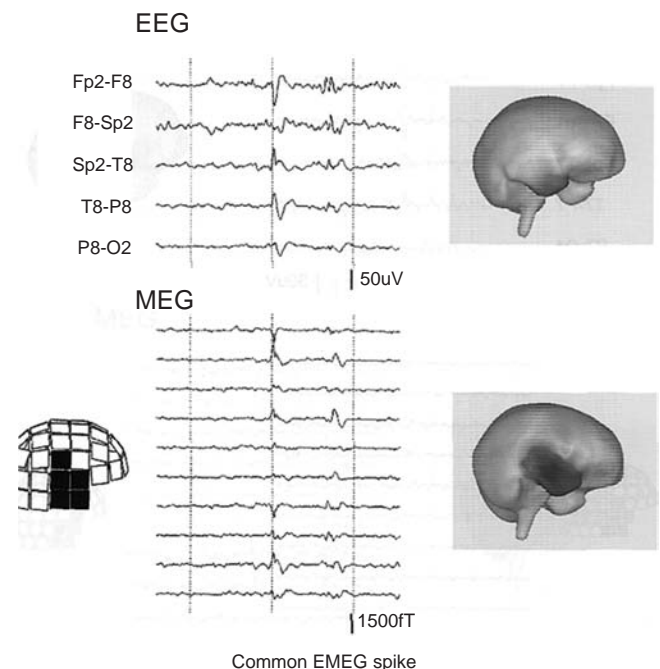 EEG
Fp2-F8
F8-Sp2
Sp2-T8
T8-P8
P8-O2
50uV
MEG
1500fT
Common EMEG spike